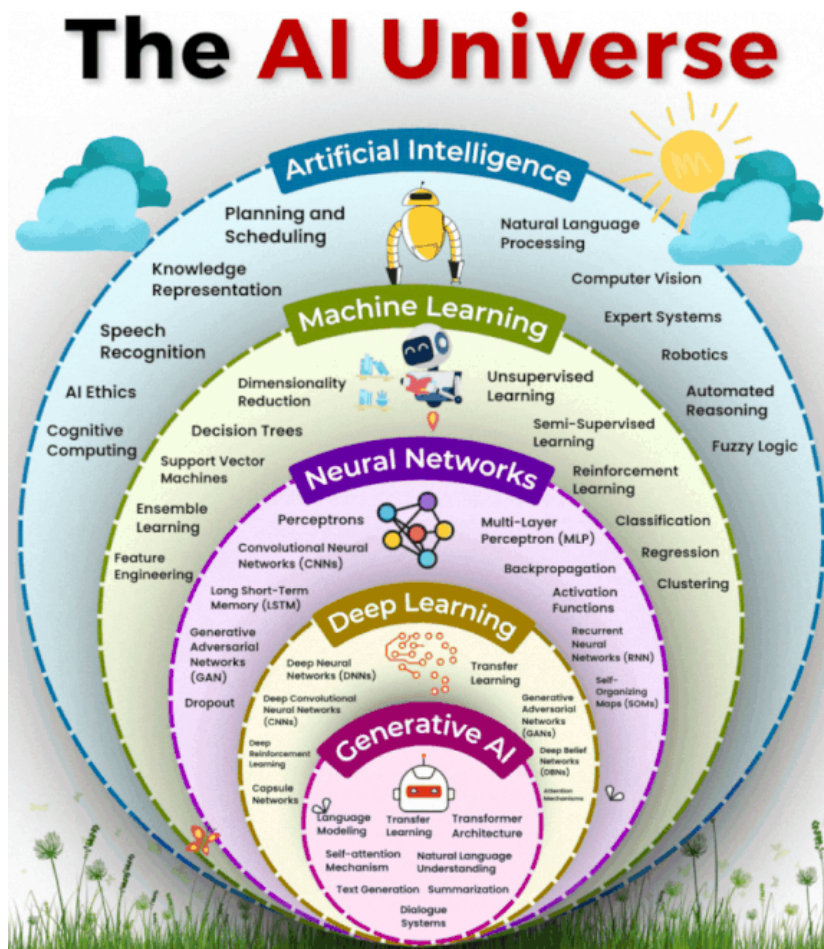 The AI Universe
Artificial Intelligence
Planning and
Scheduling
Natural Language
Processing
Knowledge
Representation
Computer Vision
Speech
Recognition
Expert Systems
Robotics
AI Ethics
Automated
Reasoning
Cognitive
Computing
Fuzzy Logic
Machine Learning
Dimensionality
Reduction
Unsupervised
Learning
Decision Trees
Semi-Supervised
Learning
Support Vector
Machines
Reinforcement
Learning
Ensemble
Learning
Classification
Feature
Engineering
Regression
Clustering
Neural Networks
Perceptrons
Multi-Layer
Perceptron (MLP)
Convolutional Neural
Networks (CNNs)
Backpropagation
Long Short-Term
Memory (LSTM)
Activation
Functions
Generative
Adversarial
Networks
(GAN)
Recurrent
Neural
Networks (RNN)
Dropout
Self-
Organizing
Maps (SOMs)
Deep Learning
Deep Neural
Networks (DNNs)
Transfer
Learning
Deep Convolutional
Neural Networks
(CNNs)
Generative
Adversarial
Networks
(GANs)
Deep
Reinforcement
Learning
Deep Belief
Networks
(DBNs)
Capsule
Networks
Attention
Mechanisms
Generative AI
Language
Modeling
Transfer
Learning
Transformer
Architecture
Self-attention
Mechanism
Natural Language
Understanding
Text Generation
Summarization
Dialogue
Systems